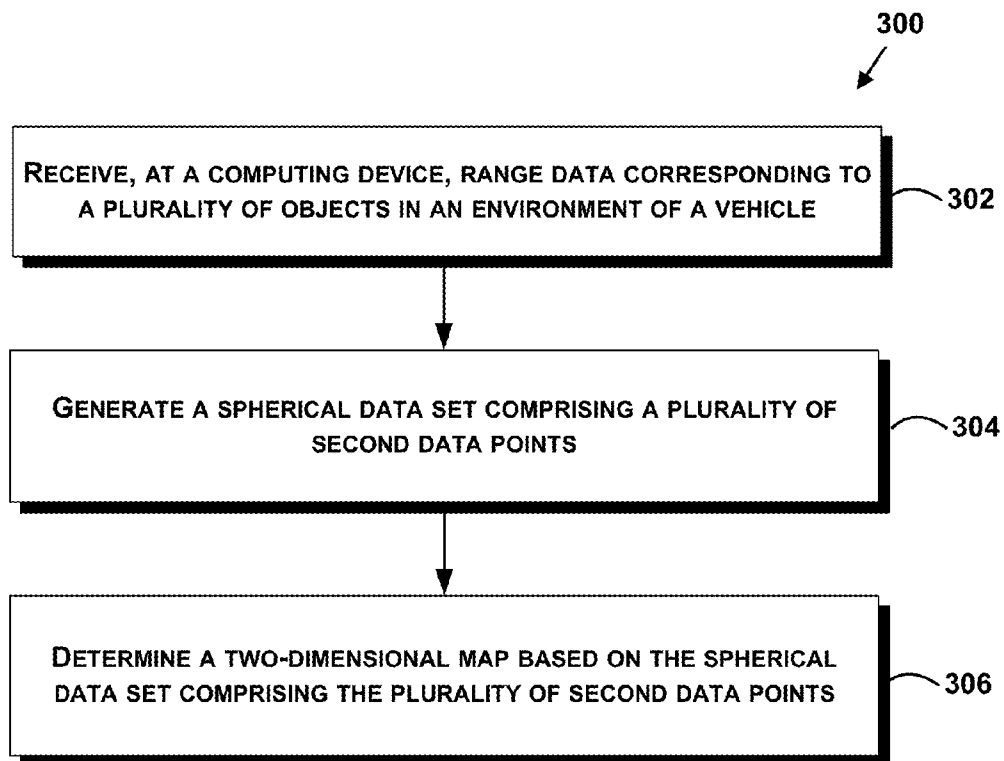 300
RECEIVE, AT A COMPUTING DEVICE, RANGE DATA CORRESPONDING TO
A PLURALITY OF OBJECTS IN AN ENVIRONMENT OF A VEHICLE
302
GENERATE A SPHERICAL DATA SET COMPRISING A PLURALITY OF
SECOND DATA POINTS
304
DETERMINE A TWO-DIMENSIONAL MAP BASED ON THE SPHERICAL
DATA SET COMPRISING THE PLURALITY OF SECOND DATA POINTS
306